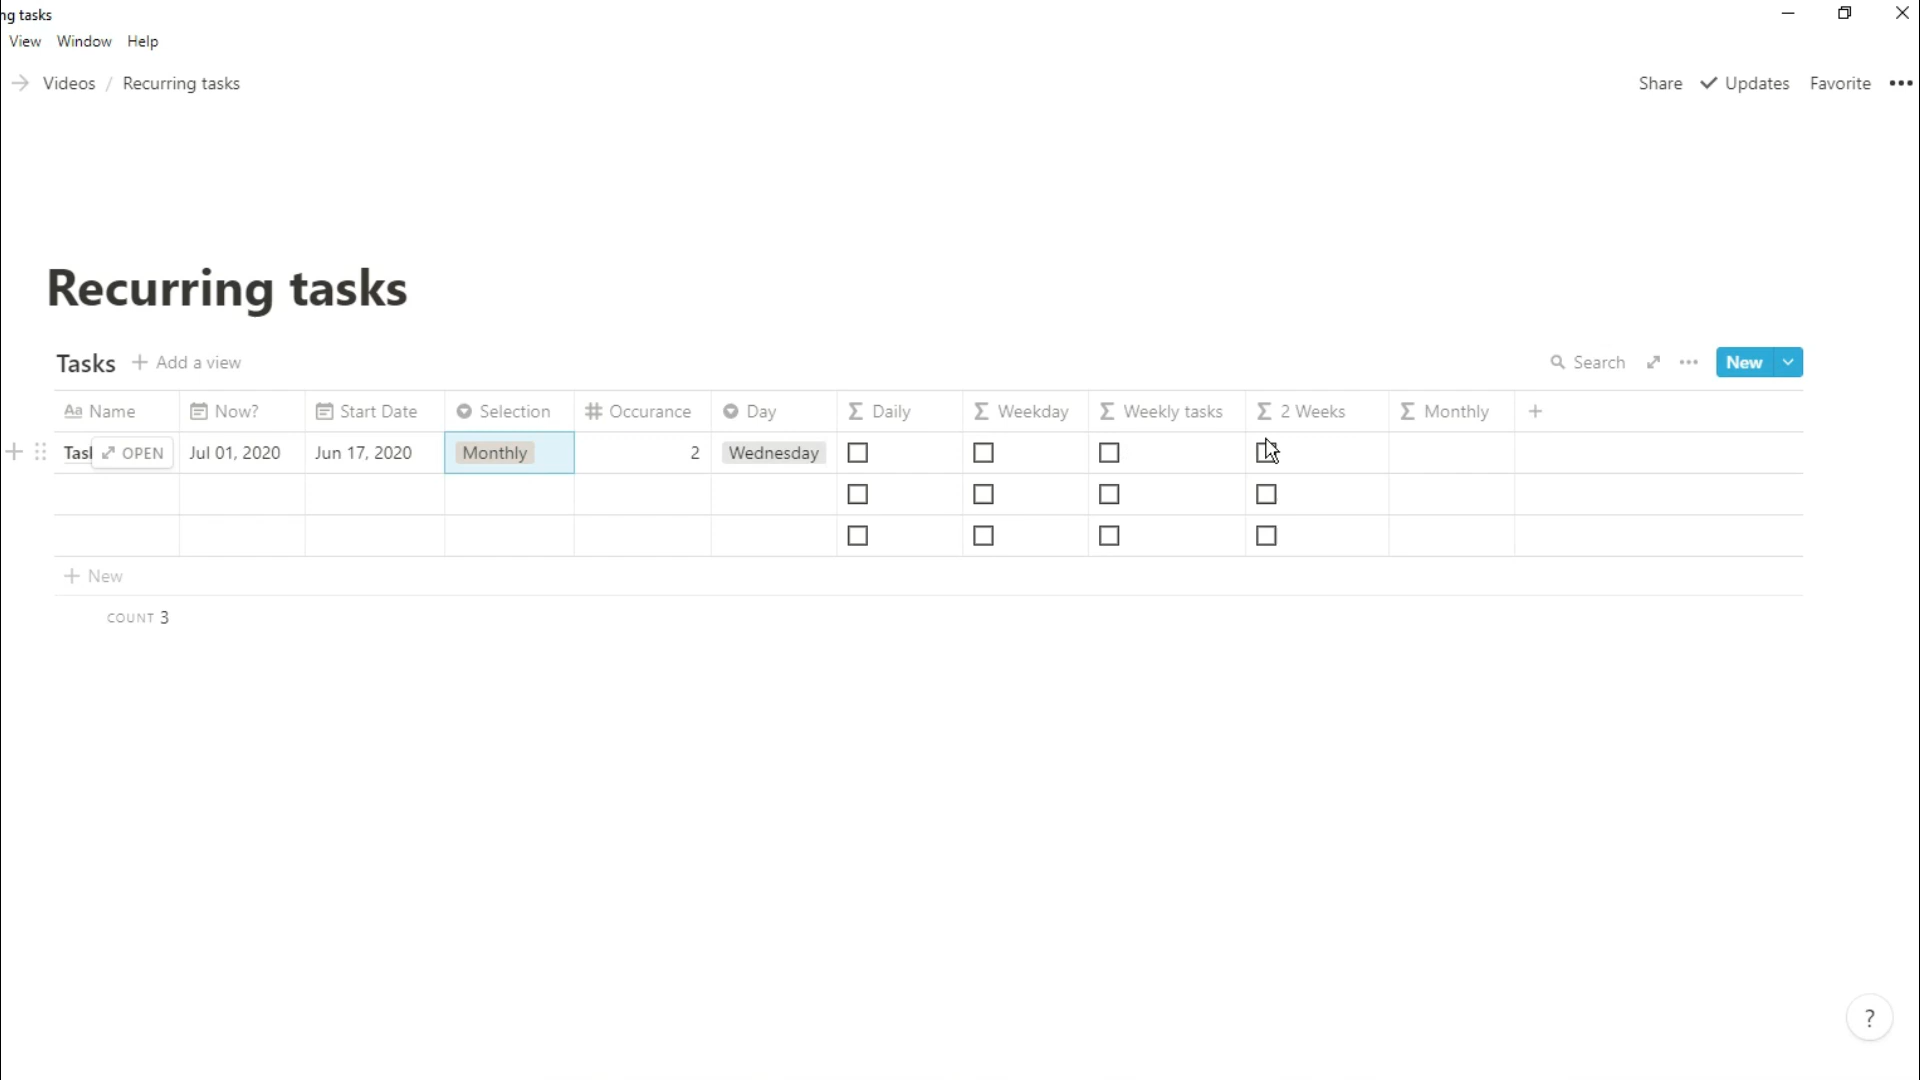 ng tasks
View Window Help
Videos / Recurring tasks Share Updates Favorite
Recurring tasks
Tasks Add a view Search New
Aa Name Now? Start Date Selection Occurance Day Daily Weekday Weekly tasks 2 Weeks Monthly
OPEN Jul 01, 2020 Jun 17, 2020 Monthly 2 Wednesday
New
COUNT 3
?